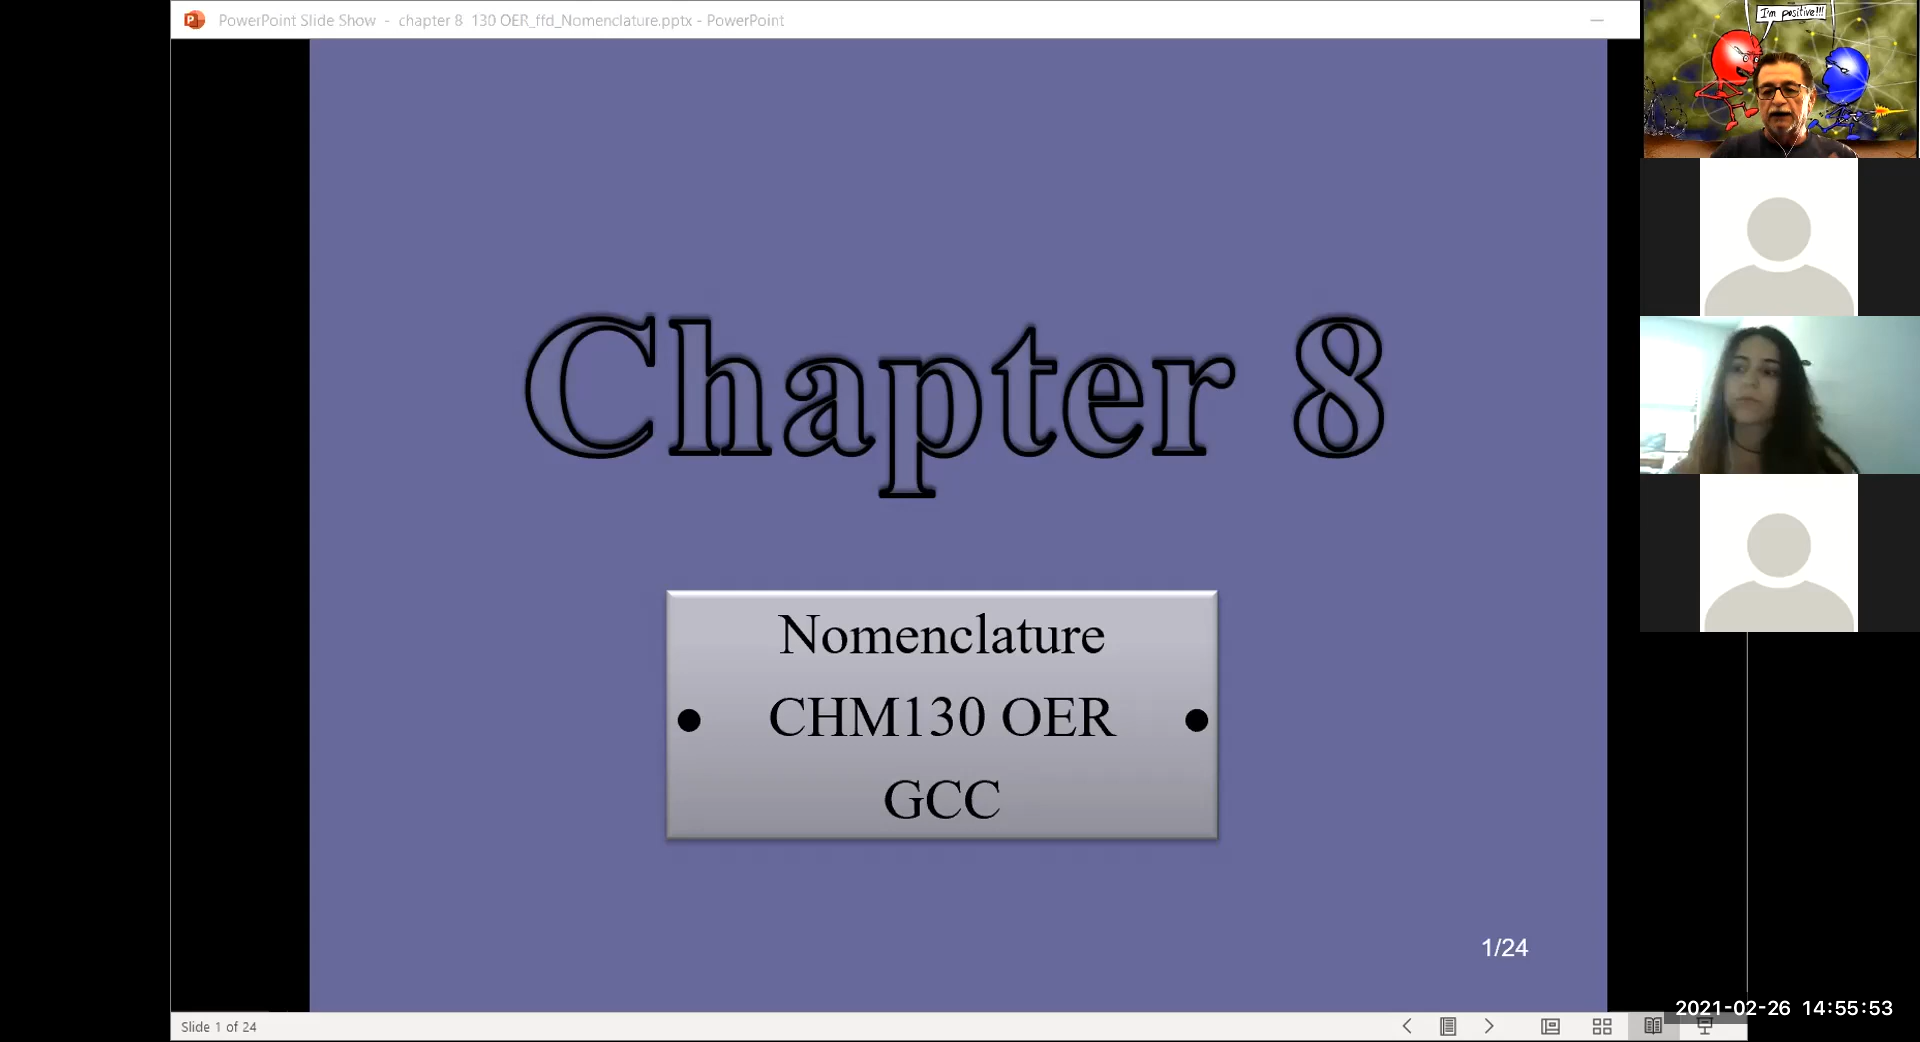 PowerPoint Slide Show - chapter 8 130 OER_ffd_Nomenclature.pptx - PowerPoint
I'm positive!!!
Chapter 8
Nomenclature
• CHM130 OER •
GCC
1/24
2021-02-26 14:55:53
Slide 1 of 24